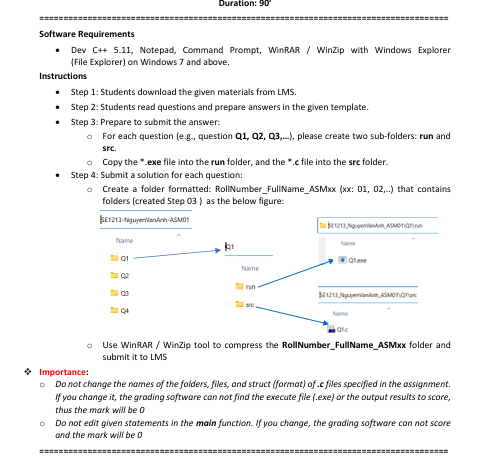 Duration: 90’
================================================================================
Software Requirements
• Dev C++ 5.11, Notepad, Command Prompt, WinRAR / WinZip with Windows Explorer
(File Explorer) on Windows 7 and above.
Instructions
• Step 1: Students download the given materials from LMS.
• Step 2: Students read questions and prepare answers in the given template.
• Step 3: Prepare to submit the answer:
o For each question (e.g., question Q1, Q2, Q3,…), please create two sub-folders: run and
src.
o Copy the *.exe file into the run folder, and the *.c file into the src folder.
• Step 4: Submit a solution for each question:
o Create a folder formatted: RollNumber_FullName_ASMxx (xx: 01, 02,..) that contains
folders (created Step 03 ) as the below figure:
SE1213-NguyenVanAnh-ASM01
Name
Q1
Q2
Q3
Q4
Q1
Name
run
src
SE1213_NguyenVanAnh_ASM01\Q1\run
Name
Q1.exe
SE1213_NguyenVanAnh_ASM01\Q1\src
Name
Q1.c
o Use WinRAR / WinZip tool to compress the RollNumber_FullName_ASMxx folder and
submit it to LMS
❖ Importance:
o Do not change the names of the folders, files, and struct (format) of .c files specified in the assignment.
If you change it, the grading software can not find the execute file (.exe) or the output results to score,
thus the mark will be 0
o Do not edit given statements in the main function. If you change, the grading software can not score
and the mark will be 0
================================================================================